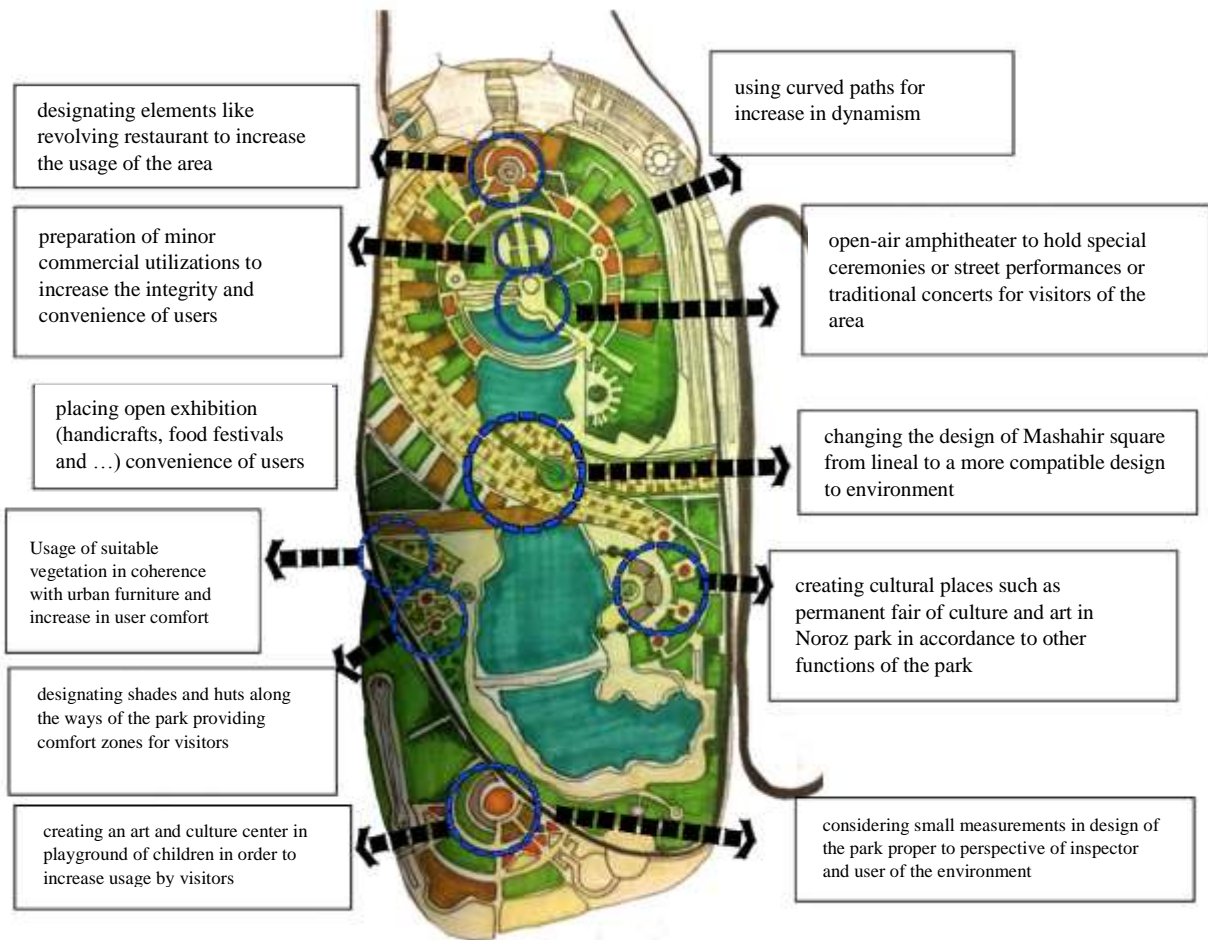 designating elements like
revolving restaurant to increase
the usage of the area
preparation of minor
commercial utilizations to
increase the integrity and
convenience of users
placing open exhibition
(handicrafts, food festivals
and …) convenience of users
Usage of suitable
vegetation in coherence
with urban furniture and
increase in user comfort
designating shades and huts along
the ways of the park providing
comfort zones for visitors
creating an art and culture center in
playground of children in order to
increase usage by visitors
using curved paths for
increase in dynamism
open-air amphitheater to hold special
ceremonies or street performances or
traditional concerts for visitors of the
area
changing the design of Mashahir square
from lineal to a more compatible design
to environment
creating cultural places such as
permanent fair of culture and art in
Noroz park in accordance to other
functions of the park
considering small measurements in design of
the park proper to perspective of inspector
and user of the environment